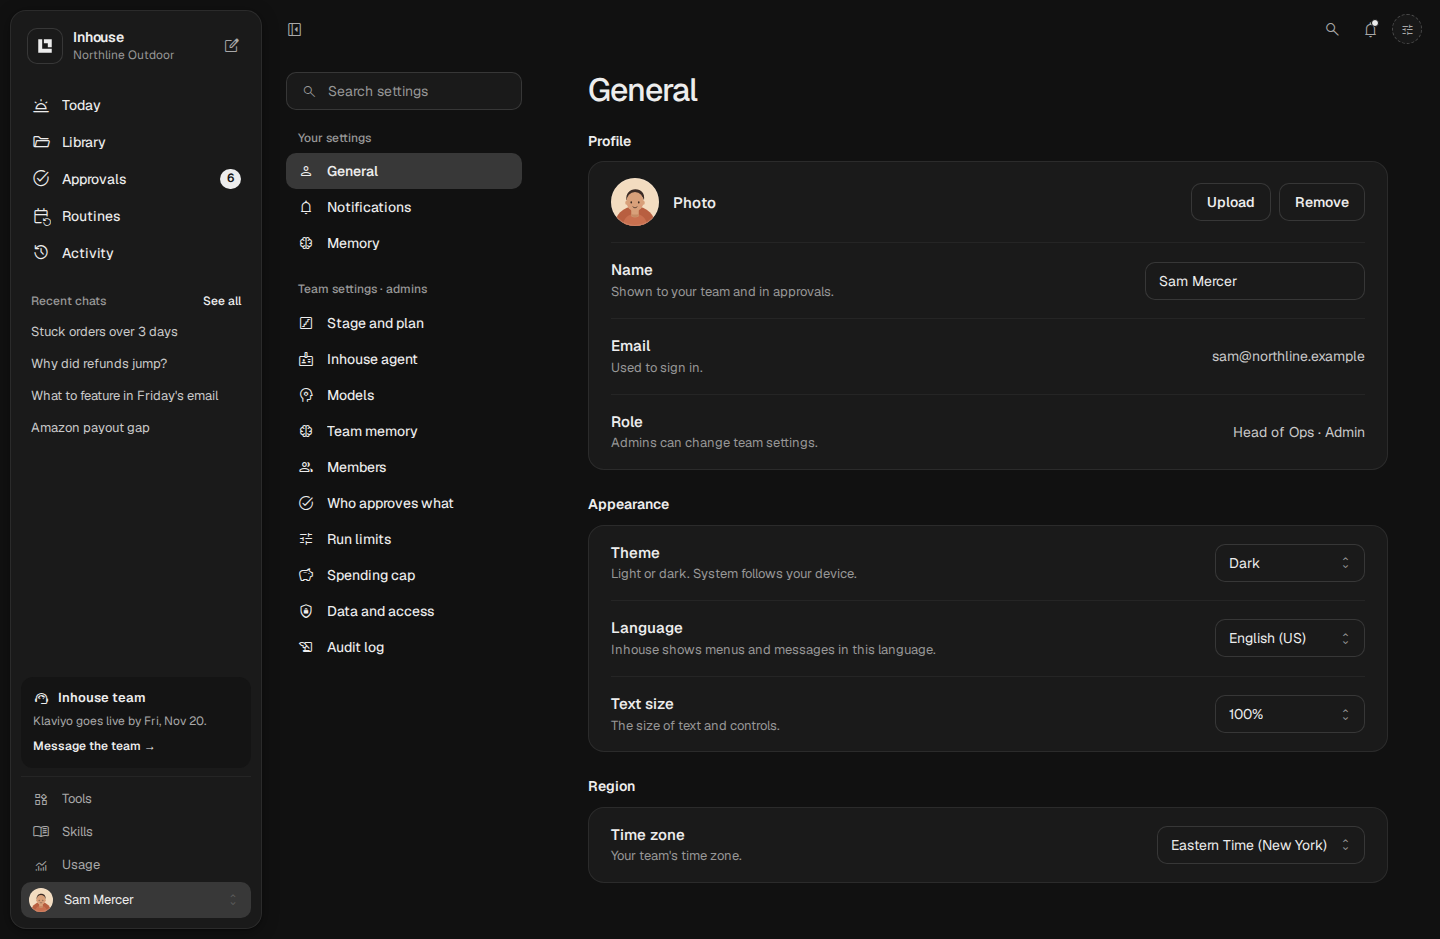 Inhouse
Northline Outdoor
Today
Library
Approvals 6
Routines
Activity
Recent chats See all
Stuck orders over 3 days
Why did refunds jump?
What to feature in Friday's email
Amazon payout gap
Inhouse team
Klaviyo goes live by Fri, Nov 20.
Message the team →
Tools
Skills
Usage
Sam Mercer
Search settings
Your settings
General
Notifications
Memory
Team settings · admins
Stage and plan
Inhouse agent
Models
Team memory
Members
Who approves what
Run limits
Spending cap
Data and access
Audit log
General
Profile
Photo Upload Remove
Name
Shown to your team and in approvals.
Sam Mercer
Email
Used to sign in.
sam@northline.example
Role
Admins can change team settings.
Head of Ops · Admin
Appearance
Theme
Light or dark. System follows your device.
Dark
Language
Inhouse shows menus and messages in this language.
English (US)
Text size
The size of text and controls.
100%
Region
Time zone
Your team's time zone.
Eastern Time (New York)